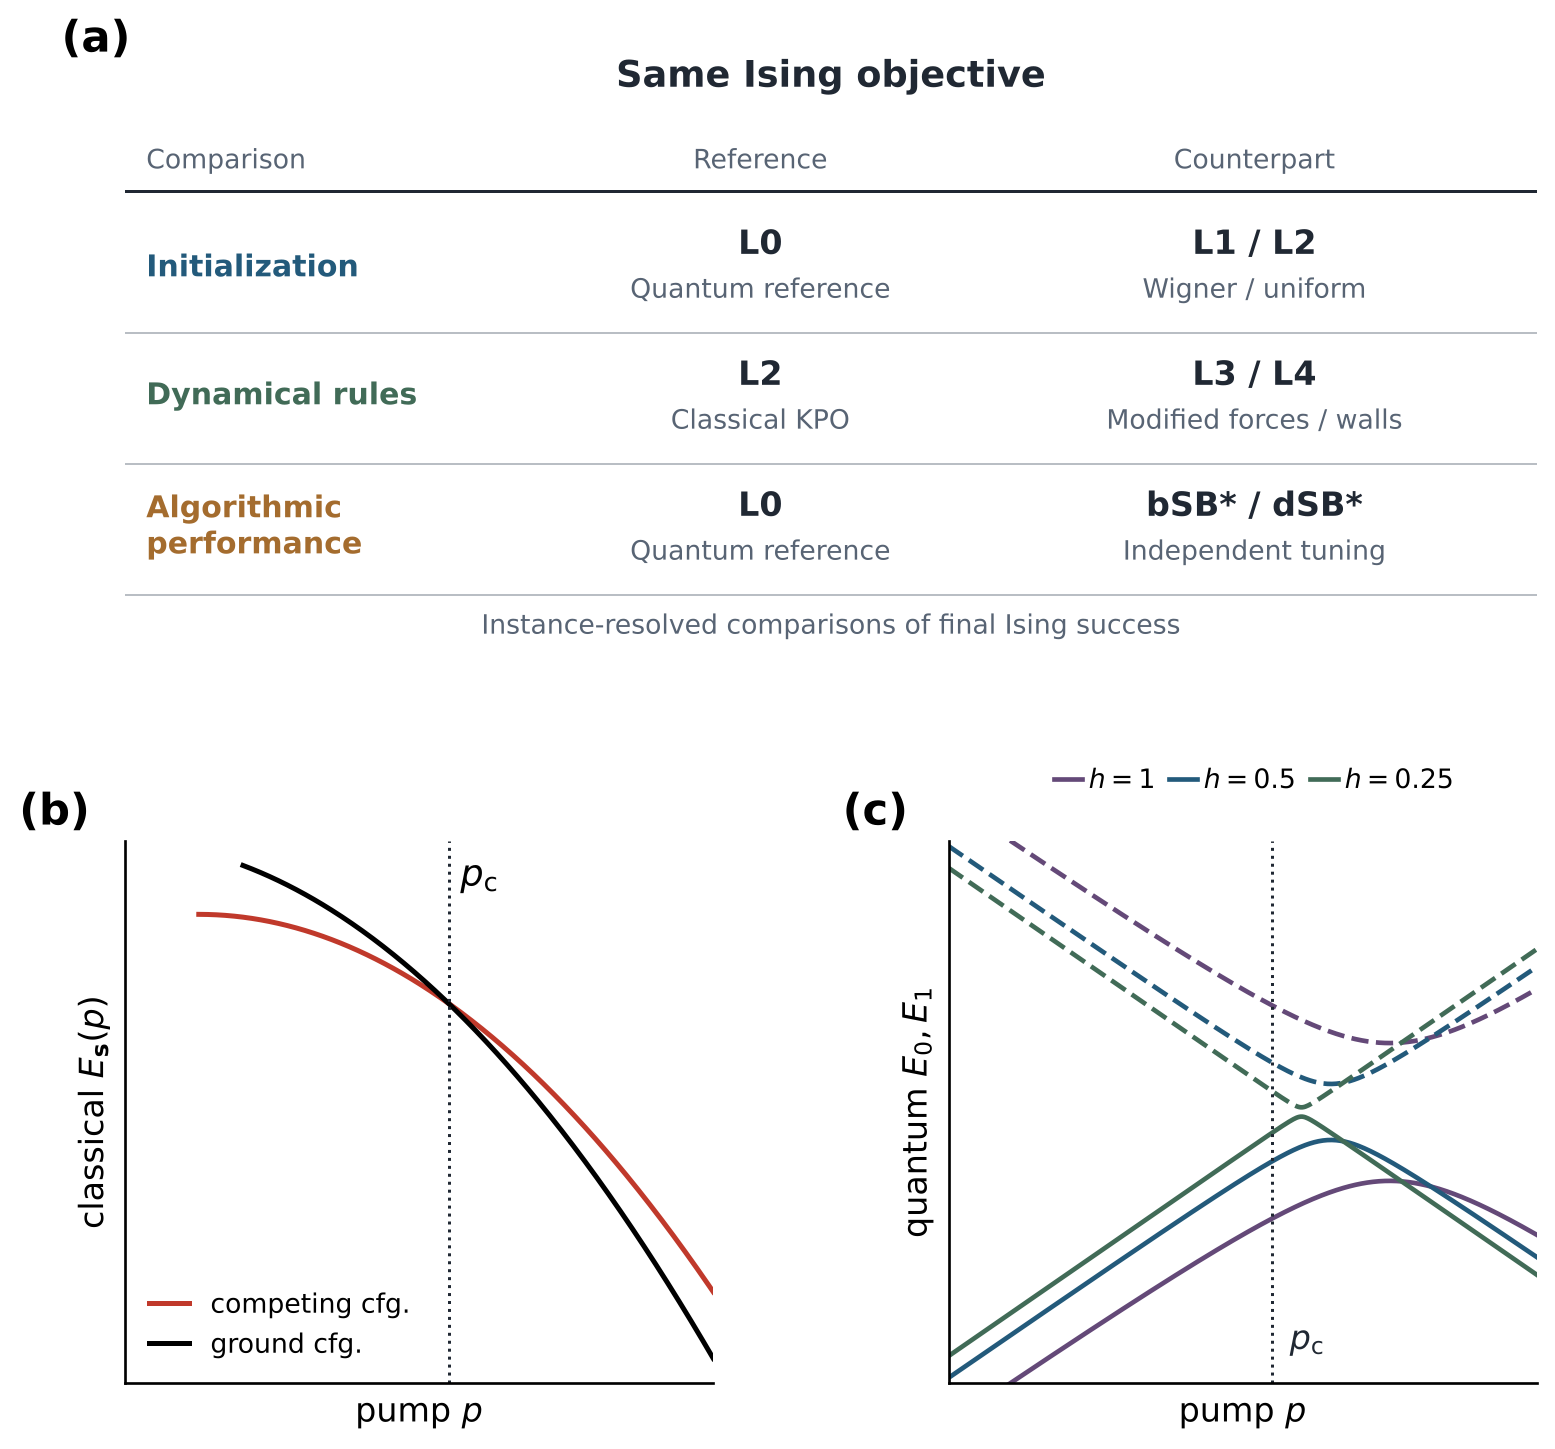 (a)
Same Ising objective
Comparison Reference Counterpart
Initialization
L0
Quantum reference
L1 / L2
Wigner / uniform
Dynamical rules
L2
Classical KPO
L3 / L4
Modified forces / walls
Algorithmic
performance
L0
Quantum reference
bSB* / dSB*
Independent tuning
Instance-resolved comparisons of final Ising success
(b)
p_c
classical E_s(p)
competing cfg.
ground cfg.
pump p
(c)
h = 1 h = 0.5 h = 0.25
quantum E_0, E_1
p_c
pump p